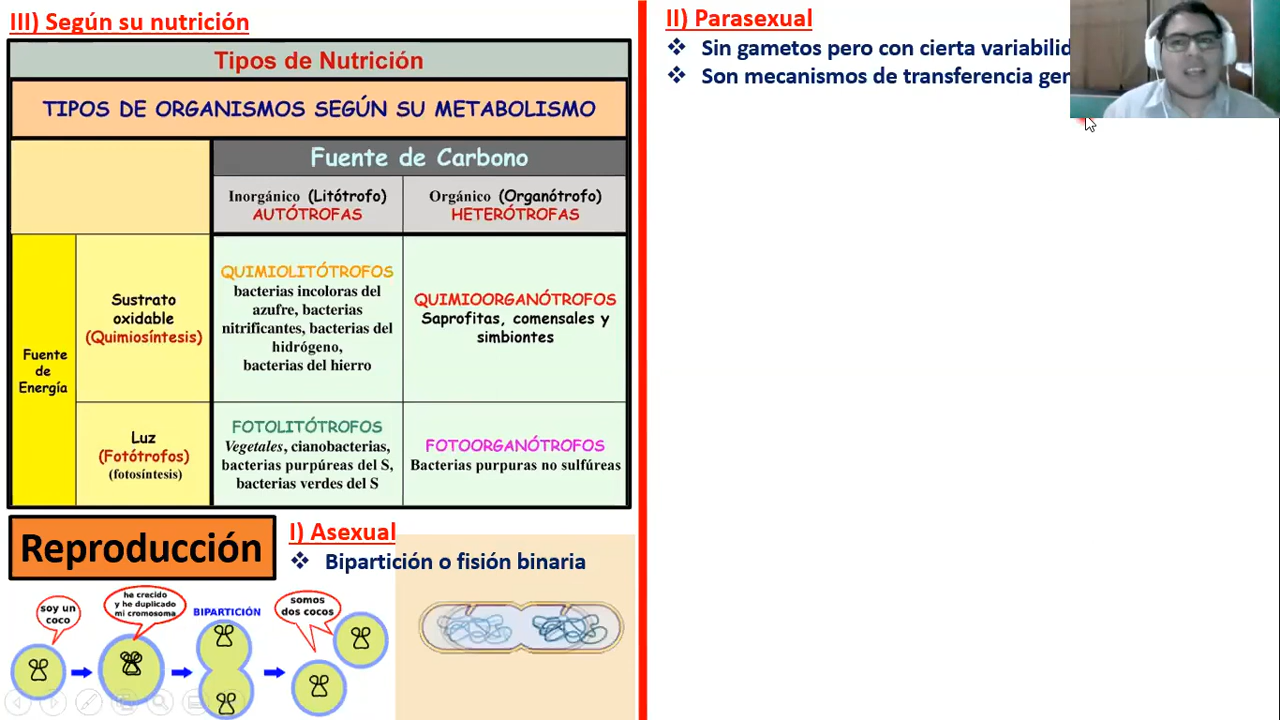 III) Según su nutrición
Tipos de Nutrición
TIPOS DE ORGANISMOS SEGÚN SU METABOLISMO
Fuente de Carbono
Inorgánico (Litótrofo)
AUTÓTROFAS
Orgánico (Organótrofo)
HETERÓTROFAS
Fuente
de
Energía
Sustrato
oxidable
(Quimiosíntesis)
QUIMIOLITÓTROFOS
bacterias incoloras del
azufre, bacterias
nitrificantes, bacterias del
hidrógeno,
bacterias del hierro
QUIMIOORGANÓTROFOS
Saprofitas, comensales y
simbiontes
Luz
(Fotótrofos)
(fotosíntesis)
FOTOLITÓTROFOS
Vegetales, cianobacterias,
bacterias purpúreas del S,
bacterias verdes del S
FOTOORGANÓTROFOS
Bacterias purpuras no sulfúreas
Reproducción
I) Asexual
❖ Bipartición o fisión binaria
soy un
coco
he crecido
y he duplicado
mi cromosoma
BIPARTICIÓN
somos
dos cocos
II) Parasexual
❖ Sin gametos pero con cierta
❖ Son mecanismos de transferencia